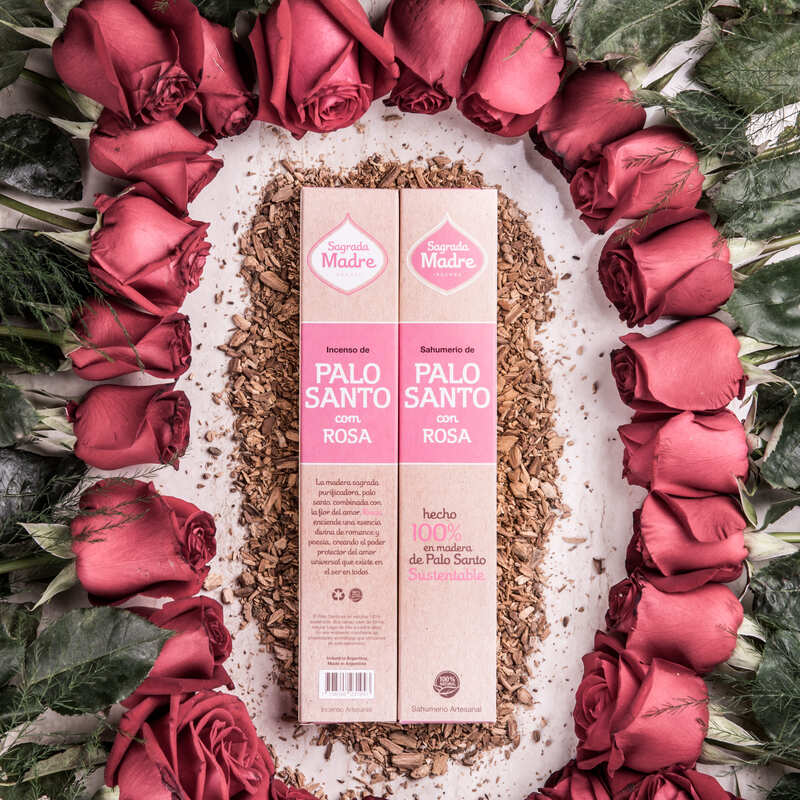 Sagrada
Madre
Incenso de
PALO
SANTO
con
ROSA
La madera sagrada
purificadora, palo
santo, combinada con
la flor del amor, Rosa,
enciende una esencia
divina de romance y
poesía, creando el poder
protector del amor
universal que existe en
el ser en todos.
Industria Argentina
Made in Argentina
Incenso Artesanal
Sagrada
Madre
Sahumerio de
PALO
SANTO
con
ROSA
hecho
100%
en madera
de Palo Santo
Sustentable
100%
Sahumerio Artesanal